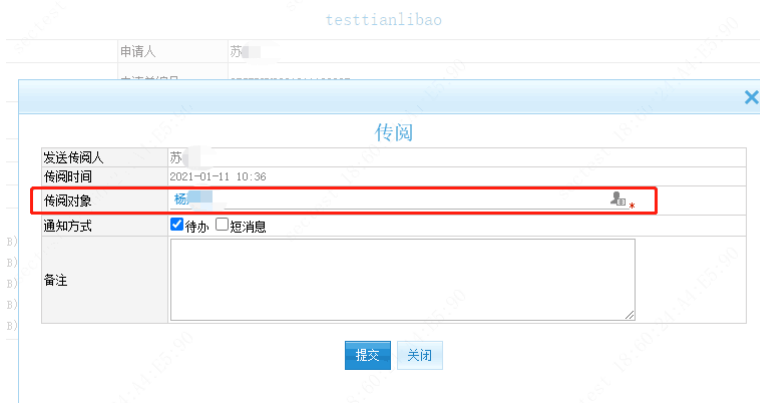 testtianlibao
申请人 苏
传阅
发送传阅人 苏
传阅时间 2021-01-11 10:36
传阅对象 杨 *
通知方式 待办 短消息
B)
B)
备注
B)
B)
B)
提交 关闭